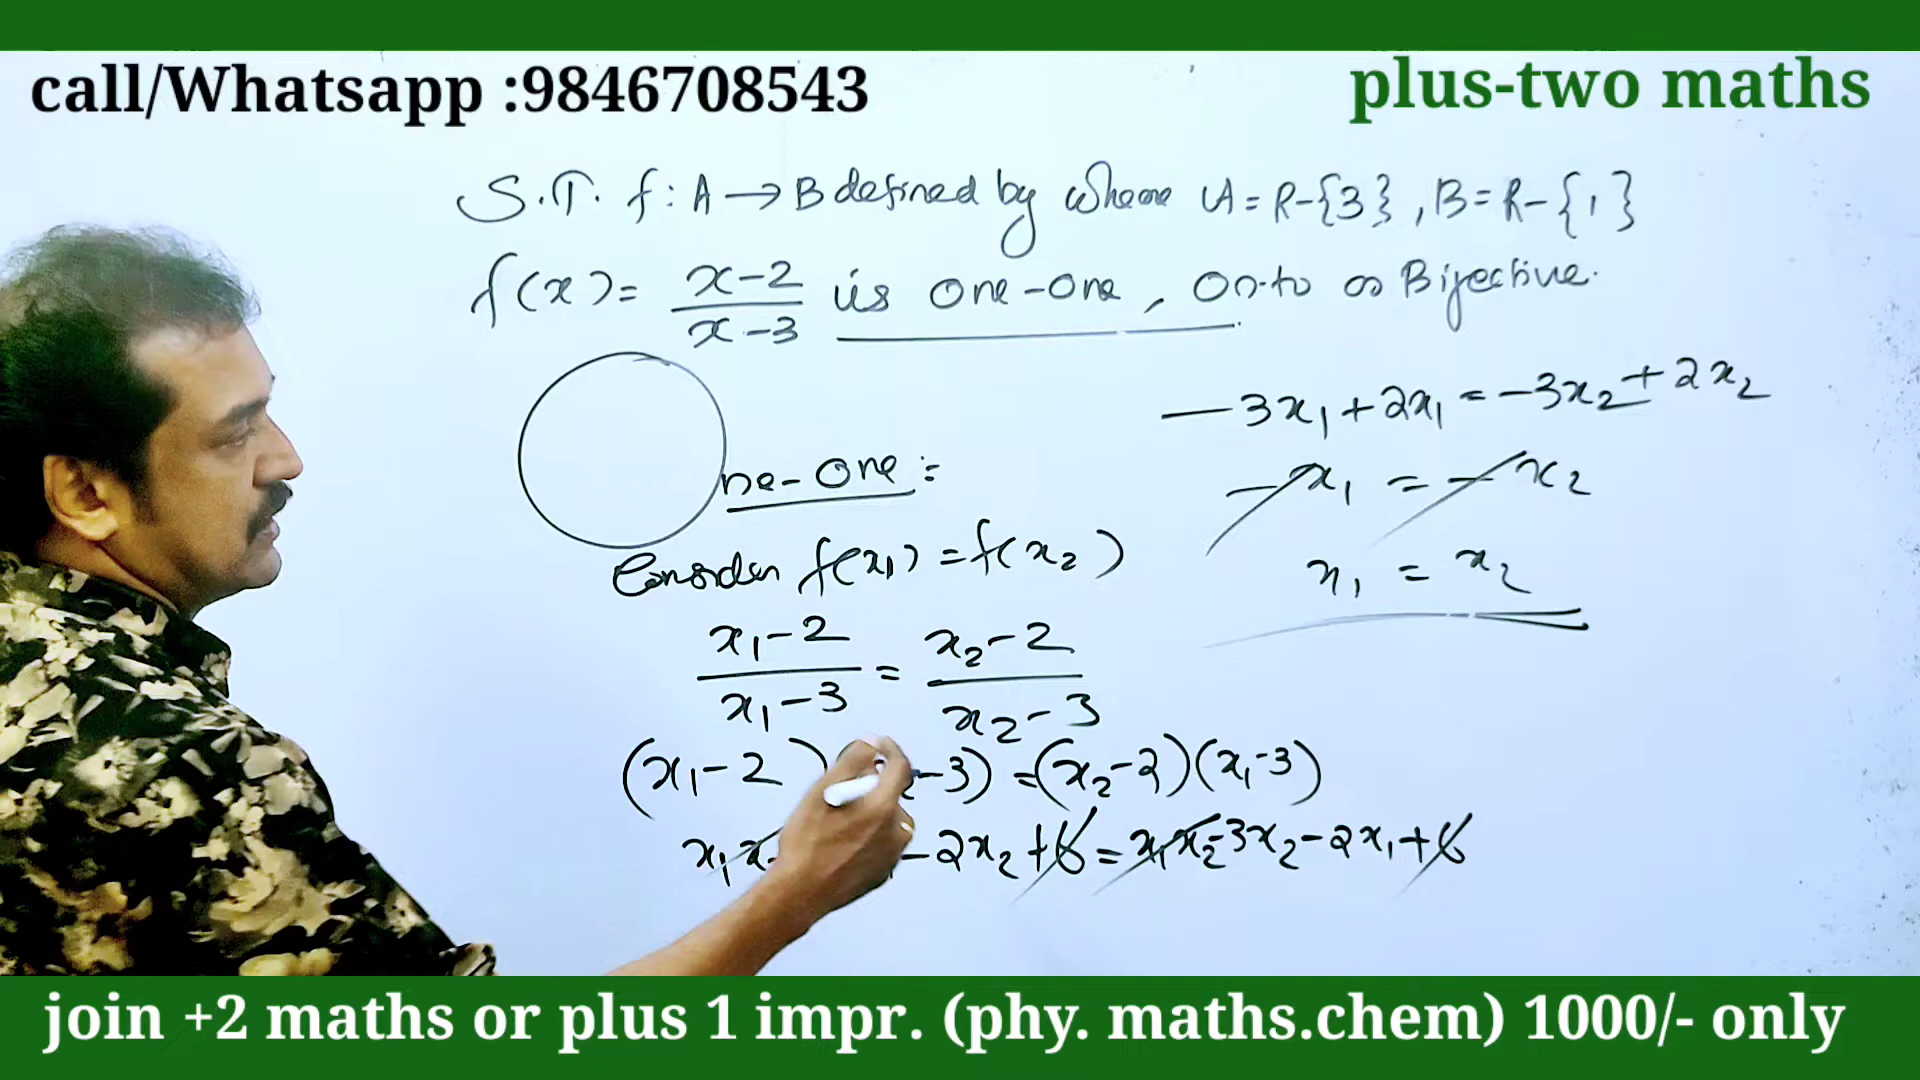 call/Whatsapp :9846708543
plus-two maths
S.T. f : A → B defined by where A = R-{3}, B = R-{1}
f(x) = x-2 / x-3 is one-one, onto or Bijective.
ne-one :
Consider f(x₁) = f(x₂)
x₁-2 / x₁-3 = x₂-2 / x₂-3
(x₁-2) -3) = (x₂-2)(x₁-3)
x₁x - 2x₂ + 6 = x₁x₂ - 3x₂ - 2x₁ + 6
-3x₁ + 2x₁ = -3x₂ + 2x₂
-x₁ = -x₂
x₁ = x₂
join +2 maths or plus 1 impr. (phy. maths.chem) 1000/- only